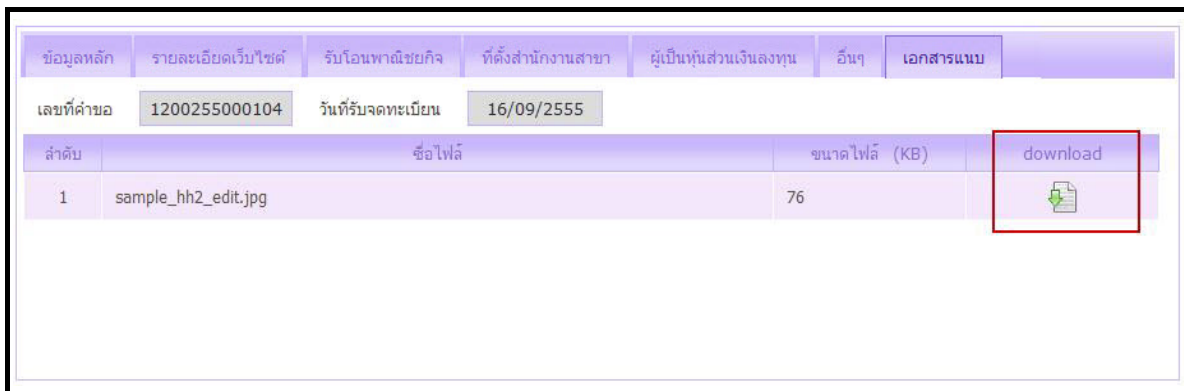 ข้อมูลหลัก รายละเอียดเว็บไซต์ รับโอนพาณิชยกิจ ที่ตั้งสำนักงานสาขา ผู้เป็นหุ้นส่วนเงินลงทุน อื่นๆ เอกสารแนบ
เลขที่คำขอ 1200255000104 วันที่รับจดทะเบียน 16/09/2555
ลำดับ ชื่อไฟล์ ขนาดไฟล์ (KB) download
1 sample_hh2_edit.jpg 76